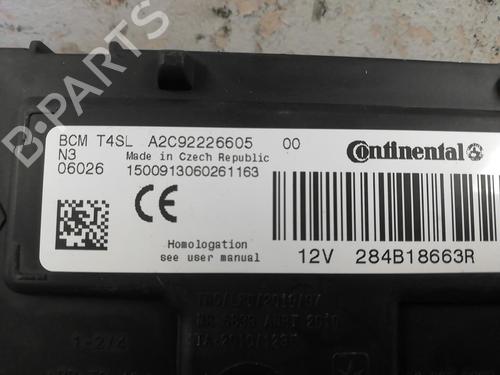 B-PARTS
BCM T4SL A2C92226605 00
N3 Made in Czech Republic
06026 1500913060261163
Continental
CE
Homologation
see user manual
12V 284B18663R